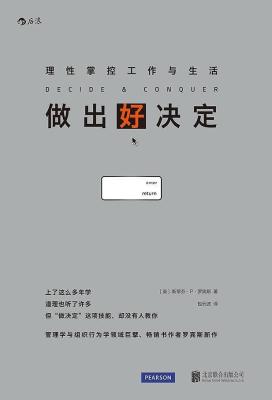 后浪
理性掌控工作与生活
DECIDE & CONQUER
做出好决定
enter
return
上了这么多年学
道理也听了许多
但“做决定”这项技能，却没有人教你
[美]斯蒂芬·P·罗宾斯 著
包云波 译
管理学与组织行为学领域巨擘、畅销书作者罗宾斯新作
PEARSON
北京联合出版公司